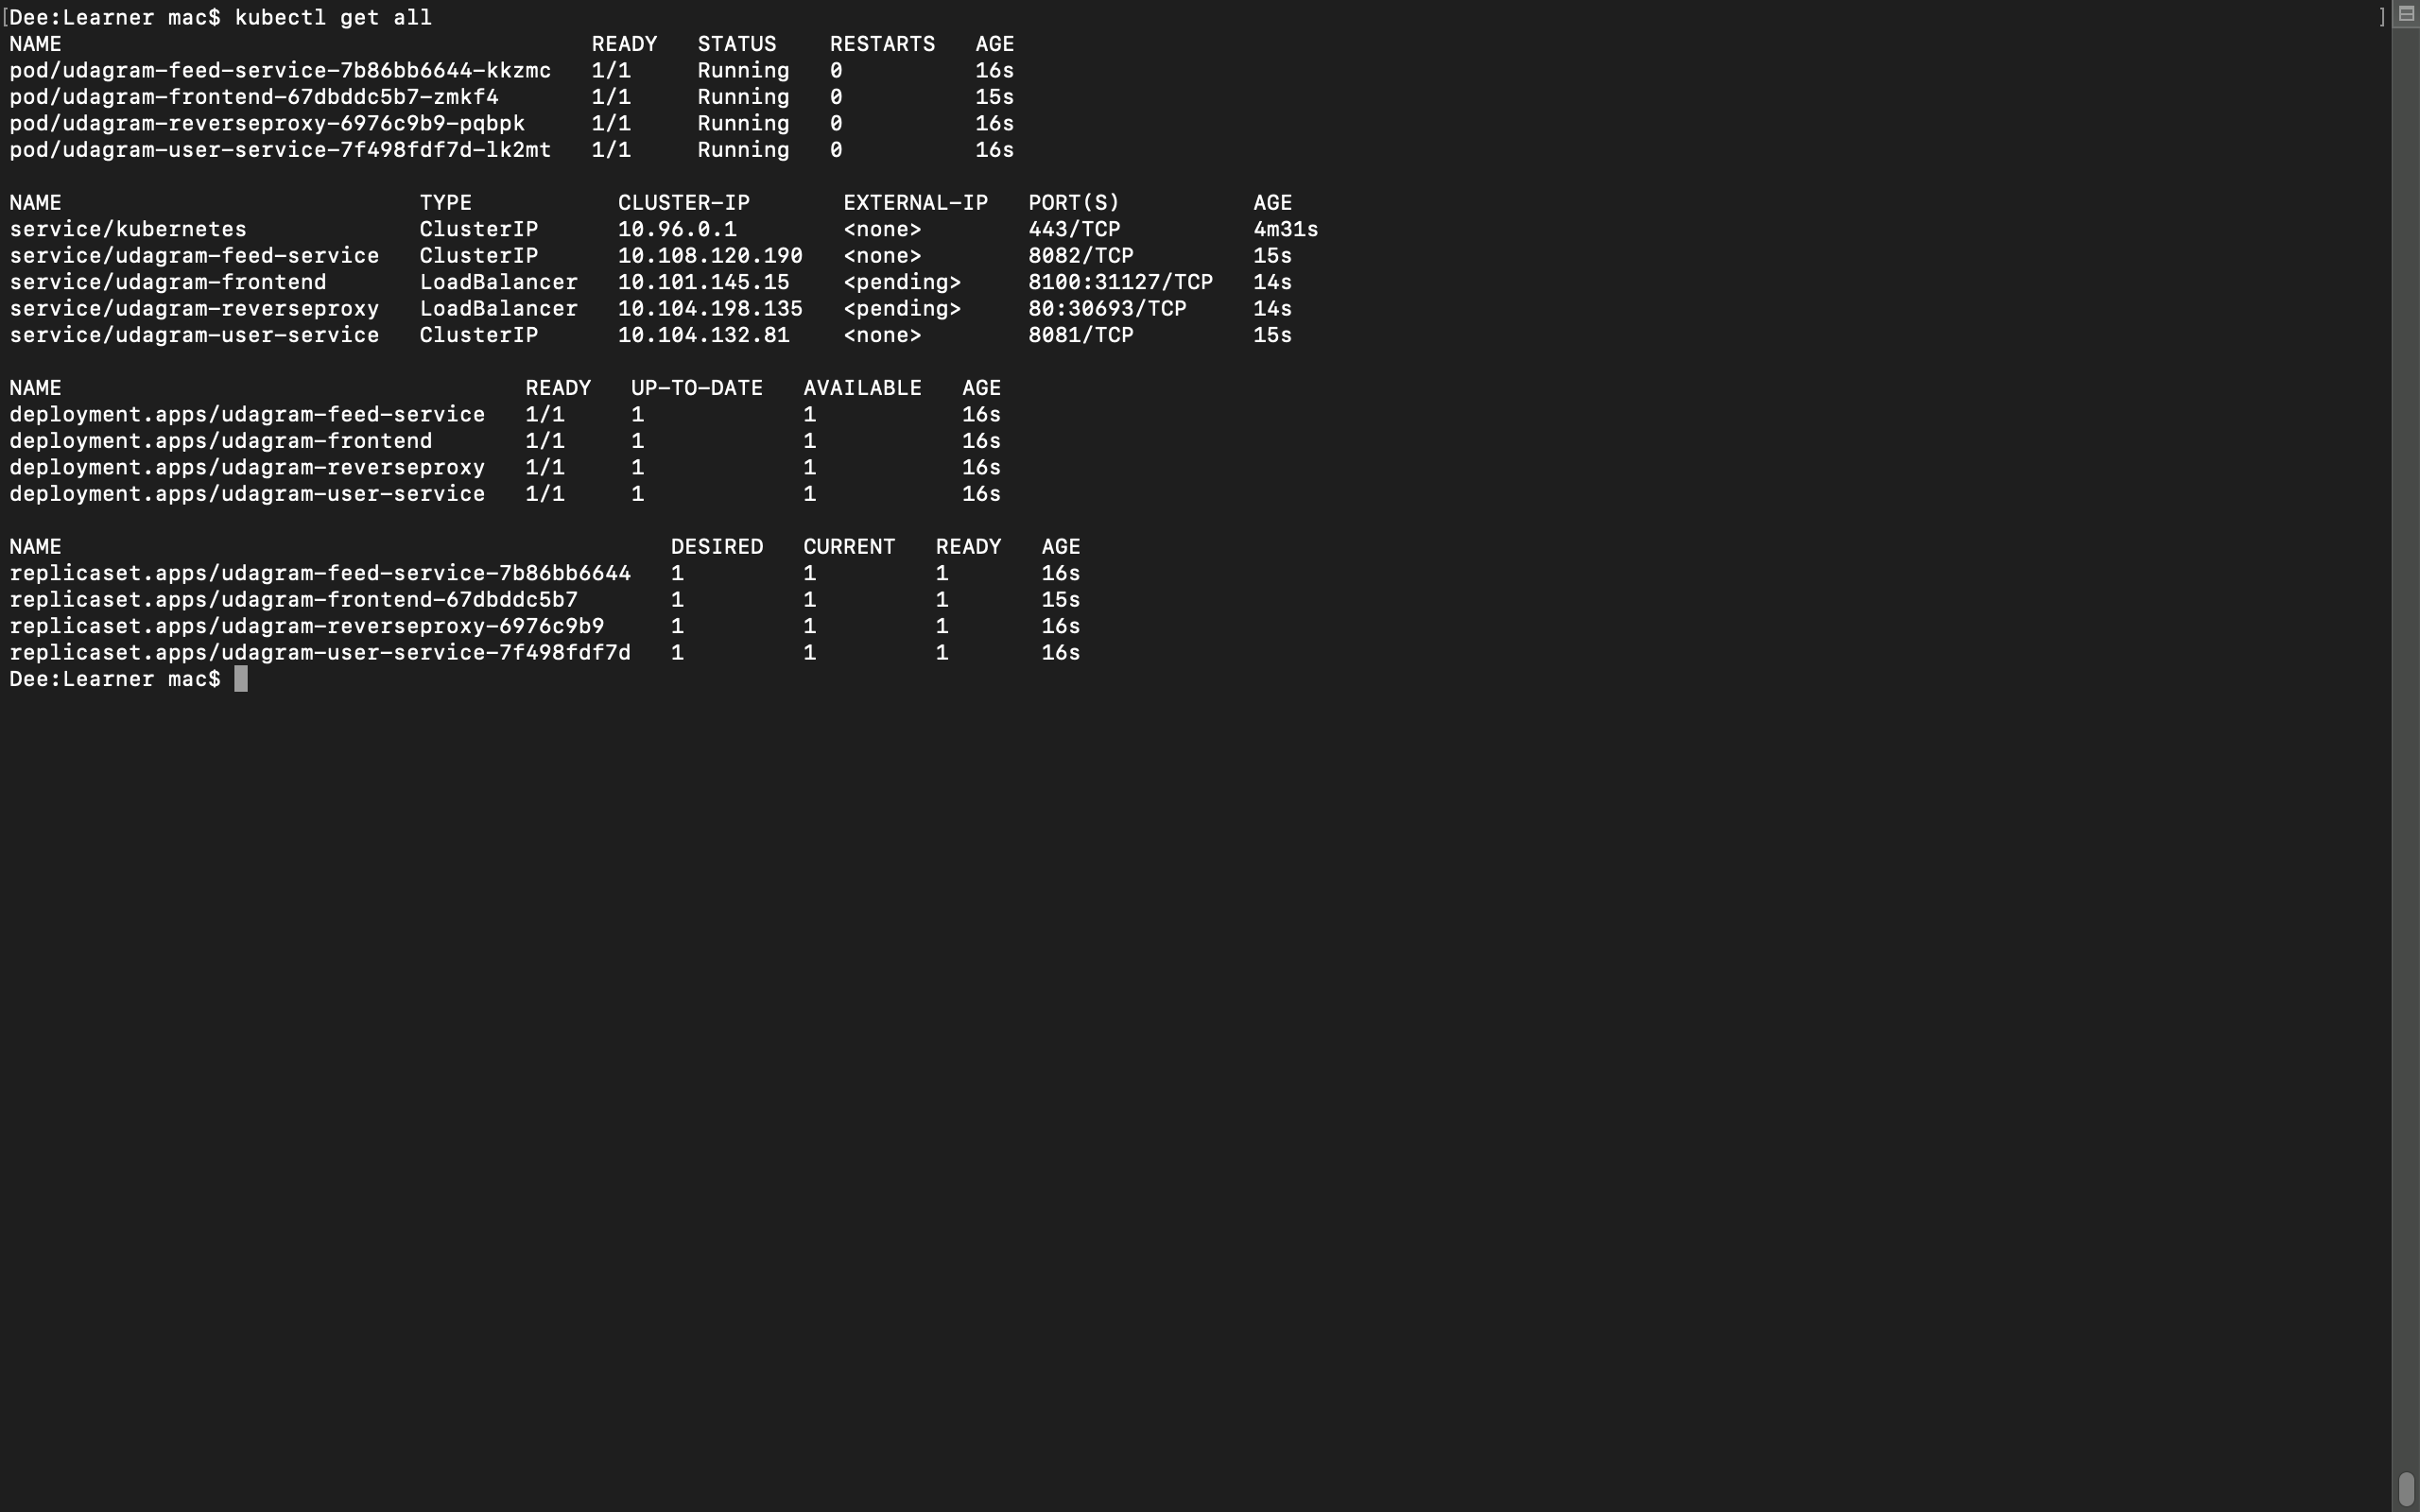 [Dee:Learner mac$ kubectl get all ]
NAME READY STATUS RESTARTS AGE
pod/udagram-feed-service-7b86bb6644-kkzmc 1/1 Running 0 16s
pod/udagram-frontend-67dbddc5b7-zmkf4 1/1 Running 0 15s
pod/udagram-reverseproxy-6976c9b9-pqbpk 1/1 Running 0 16s
pod/udagram-user-service-7f498fdf7d-lk2mt 1/1 Running 0 16s
NAME TYPE CLUSTER-IP EXTERNAL-IP PORT(S) AGE
service/kubernetes ClusterIP 10.96.0.1 <none> 443/TCP 4m31s
service/udagram-feed-service ClusterIP 10.108.120.190 <none> 8082/TCP 15s
service/udagram-frontend LoadBalancer 10.101.145.15 <pending> 8100:31127/TCP 14s
service/udagram-reverseproxy LoadBalancer 10.104.198.135 <pending> 80:30693/TCP 14s
service/udagram-user-service ClusterIP 10.104.132.81 <none> 8081/TCP 15s
NAME READY UP-TO-DATE AVAILABLE AGE
deployment.apps/udagram-feed-service 1/1 1 1 16s
deployment.apps/udagram-frontend 1/1 1 1 16s
deployment.apps/udagram-reverseproxy 1/1 1 1 16s
deployment.apps/udagram-user-service 1/1 1 1 16s
NAME DESIRED CURRENT READY AGE
replicaset.apps/udagram-feed-service-7b86bb6644 1 1 1 16s
replicaset.apps/udagram-frontend-67dbddc5b7 1 1 1 15s
replicaset.apps/udagram-reverseproxy-6976c9b9 1 1 1 16s
replicaset.apps/udagram-user-service-7f498fdf7d 1 1 1 16s
Dee:Learner mac$